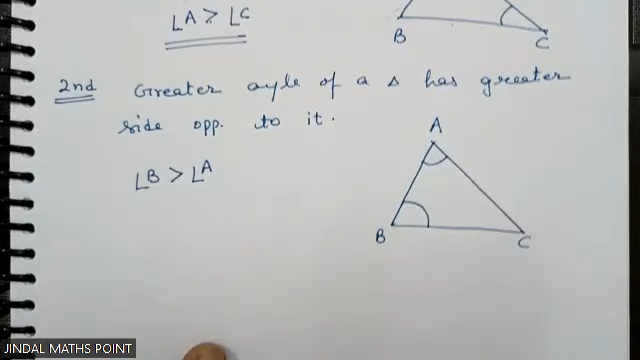 ∠A > ∠C
B
C
2nd Greater angle of a Δ has greater
side opp. to it.
A
∠B > ∠A
B
C
JINDAL MATHS POINT